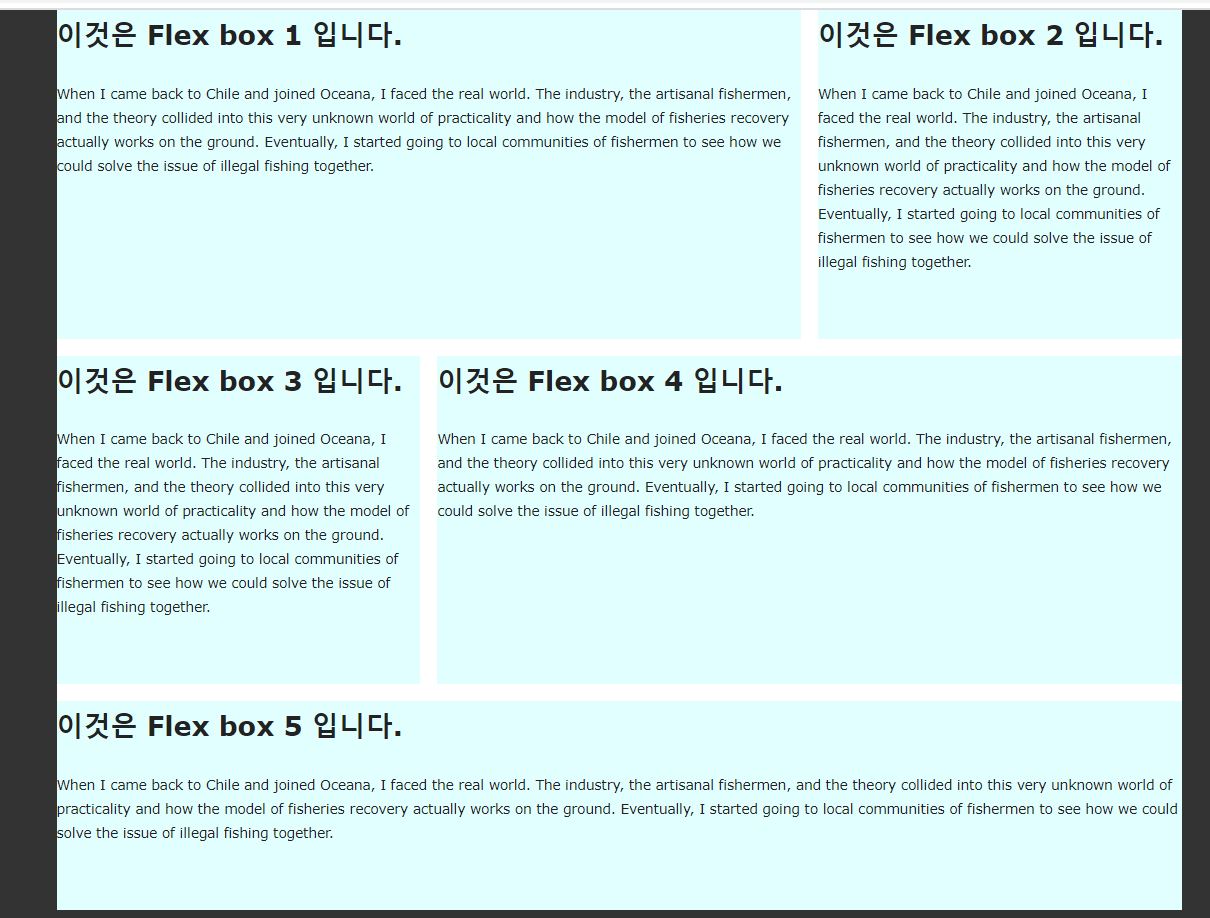 이것은 Flex box 1 입니다.
When I came back to Chile and joined Oceana, I faced the real world. The industry, the artisanal fishermen,
and the theory collided into this very unknown world of practicality and how the model of fisheries recovery
actually works on the ground. Eventually, I started going to local communities of fishermen to see how we
could solve the issue of illegal fishing together.
이것은 Flex box 2 입니다.
When I came back to Chile and joined Oceana, I
faced the real world. The industry, the artisanal
fishermen, and the theory collided into this very
unknown world of practicality and how the model of
fisheries recovery actually works on the ground.
Eventually, I started going to local communities of
fishermen to see how we could solve the issue of
illegal fishing together.
이것은 Flex box 3 입니다.
When I came back to Chile and joined Oceana, I
faced the real world. The industry, the artisanal
fishermen, and the theory collided into this very
unknown world of practicality and how the model of
fisheries recovery actually works on the ground.
Eventually, I started going to local communities of
fishermen to see how we could solve the issue of
illegal fishing together.
이것은 Flex box 4 입니다.
When I came back to Chile and joined Oceana, I faced the real world. The industry, the artisanal fishermen,
and the theory collided into this very unknown world of practicality and how the model of fisheries recovery
actually works on the ground. Eventually, I started going to local communities of fishermen to see how we
could solve the issue of illegal fishing together.
이것은 Flex box 5 입니다.
When I came back to Chile and joined Oceana, I faced the real world. The industry, the artisanal fishermen, and the theory collided into this very unknown world of
practicality and how the model of fisheries recovery actually works on the ground. Eventually, I started going to local communities of fishermen to see how we could
solve the issue of illegal fishing together.